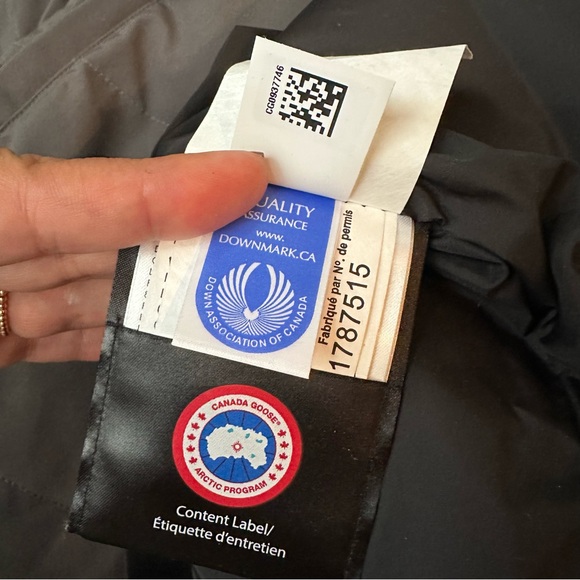 CG0937746
QUALITY
ASSURANCE
www.
DOWNMARK.CA
DOWN ASSOCIATION OF CANADA
Fabriqué par Nº. de permis
1787515
CANADA GOOSE®
ARCTIC PROGRAM
Content Label/
Étiquette d'entretien